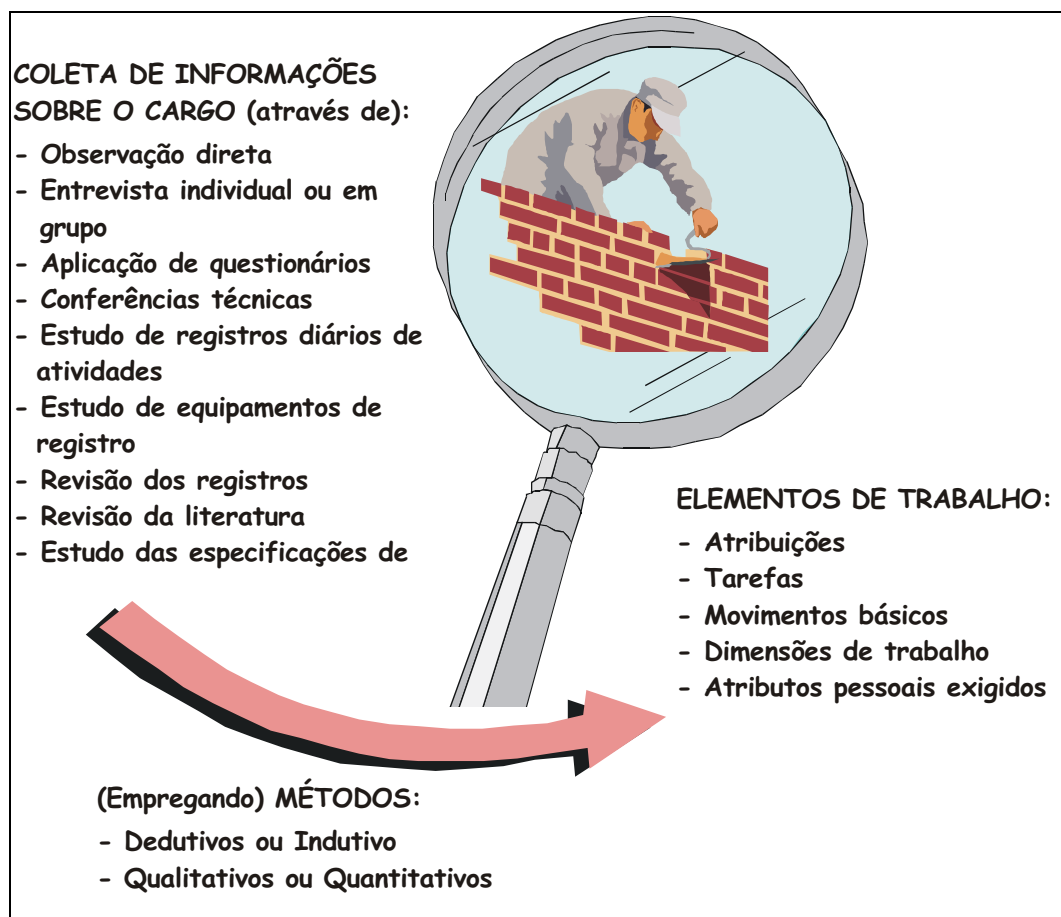 COLETA DE INFORMAÇÕES
SOBRE O CARGO (através de):
- Observação direta
- Entrevista individual ou em
grupo
- Aplicação de questionários
- Conferências técnicas
- Estudo de registros diários de
atividades
- Estudo de equipamentos de
registro
- Revisão dos registros
- Revisão da literatura
- Estudo das especificações de
ELEMENTOS DE TRABALHO:
- Atribuições
- Tarefas
- Movimentos básicos
- Dimensões de trabalho
- Atributos pessoais exigidos
(Empregando) MÉTODOS:
- Dedutivos ou Indutivo
- Qualitativos ou Quantitativos